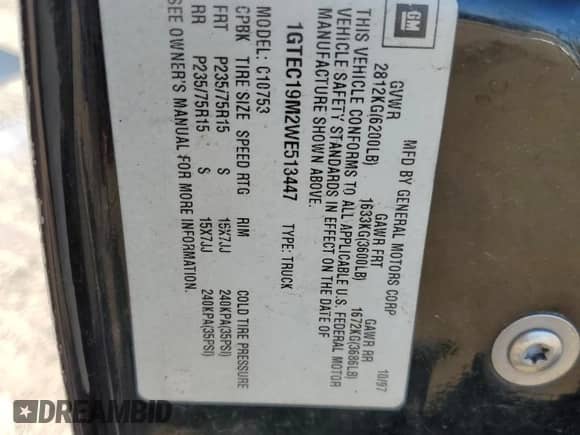 GM
MFD BY GENERAL MOTORS CORP 10/97
GVWR GAWR FRT GAWR RR
2812KG(6200LB) 1633KG(3600LB) 1672KG(3686LB)
THIS VEHICLE CONFORMS TO ALL APPLICABLE U.S. FEDERAL MOTOR
VEHICLE SAFETY STANDARDS IN EFFECT ON THE DATE OF
MANUFACTURE SHOWN ABOVE.
1GTEC19M2WE513447 TYPE: TRUCK
MODEL: C10753
CPBK TIRE SIZE SPEED RTG RIM COLD TIRE PRESSURE
FRT P235/75R15 S 15X7JJ 240KPA(35PSI)
RR P235/75R15 S 15X7JJ 240KPA(35PSI)
SEE OWNER'S MANUAL FOR MORE INFORMATION.
DREAMBID